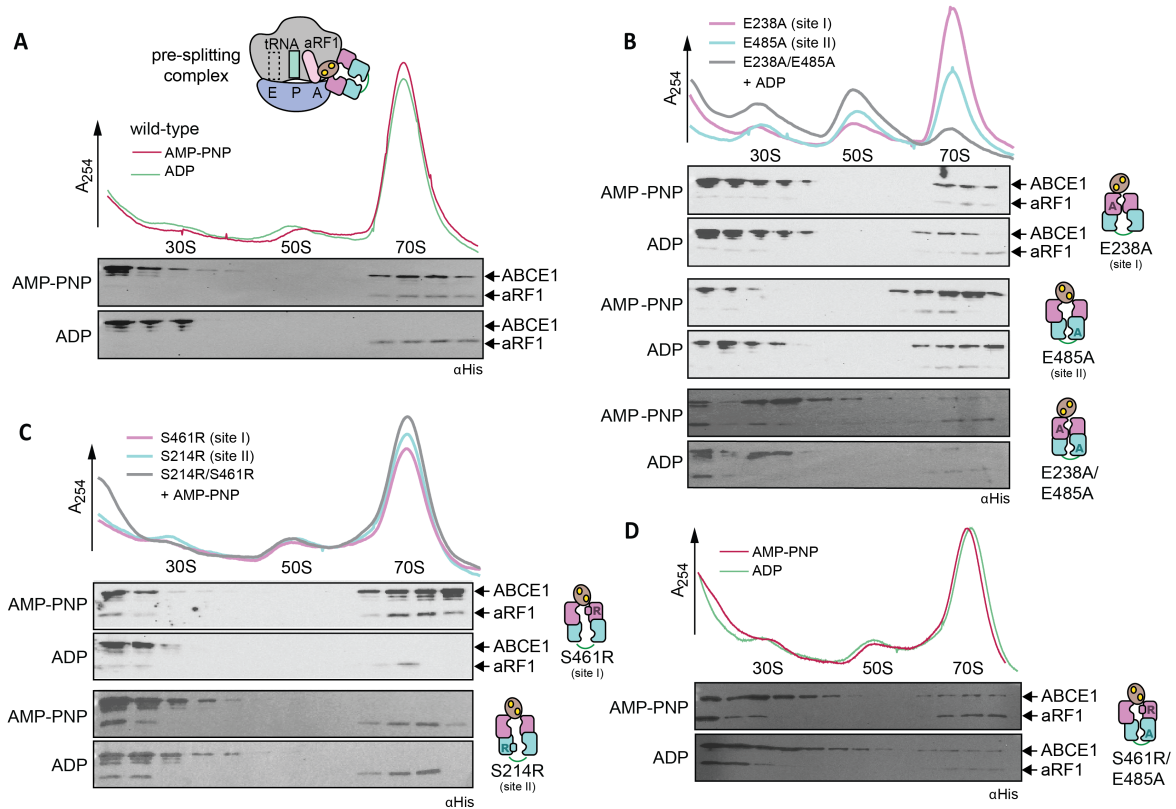 A
pre-splitting
complex
tRNA aRF1
E P A
wild-type
AMP-PNP
ADP
A254
30S 50S 70S
AMP-PNP
ABCE1
aRF1
ADP
ABCE1
aRF1
αHis
B
E238A (site I)
E485A (site II)
E238A/E485A
+ ADP
A254
30S 50S 70S
AMP-PNP
ABCE1
aRF1
ADP
ABCE1
aRF1
A
E238A
(site I)
AMP-PNP
ADP
A
E485A
(site II)
AMP-PNP
ADP
A
A
E238A/
E485A
αHis
C
S461R (site I)
S214R (site II)
S214R/S461R
+ AMP-PNP
A254
30S 50S 70S
AMP-PNP
ABCE1
aRF1
ADP
ABCE1
aRF1
R
S461R
(site I)
AMP-PNP
ADP
R
S214R
(site II)
αHis
D
AMP-PNP
ADP
A254
30S 50S 70S
AMP-PNP
ABCE1
aRF1
ADP
ABCE1
aRF1
R
A
S461R/
E485A
αHis